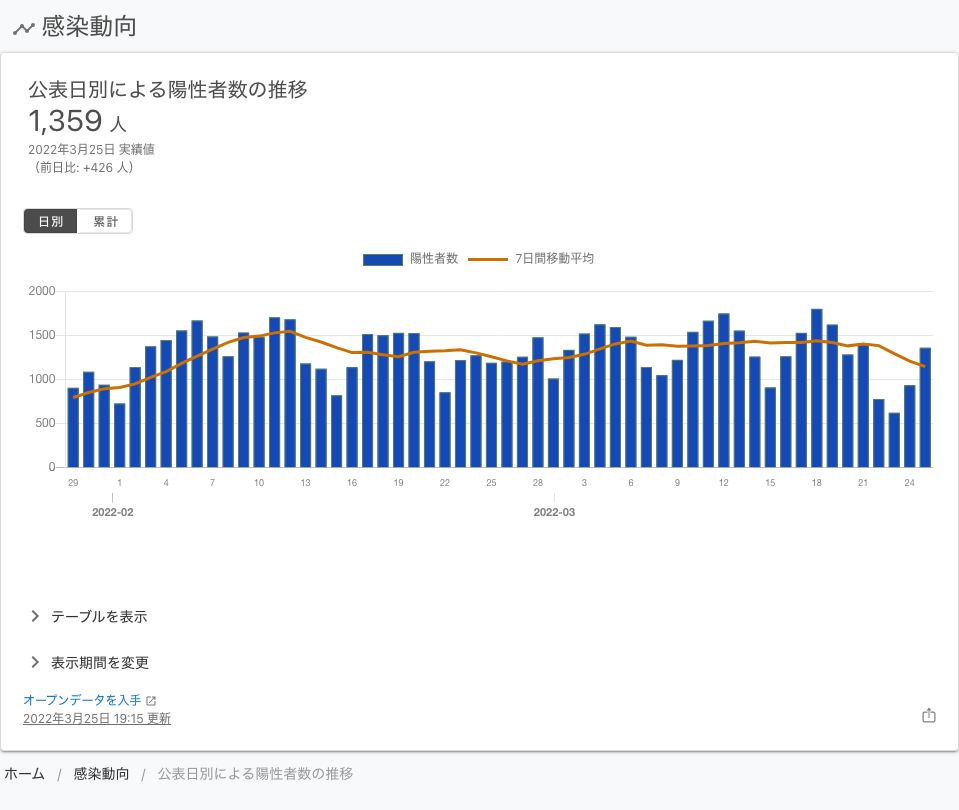 感染動向
公表日別による陽性者数の推移
1,359 人
2022年3月25日 実績値
（前日比: +426 人）
日別 累計
陽性者数 7日間移動平均
2000
1500
1000
500
0
29 1 4 7 10 13 16 19 22 25 28 3 6 9 12 15 18 21 24
2022-02 2022-03
テーブルを表示
表示期間を変更
オープンデータを入手
2022年3月25日 19:15 更新
ホーム / 感染動向 / 公表日別による陽性者数の推移